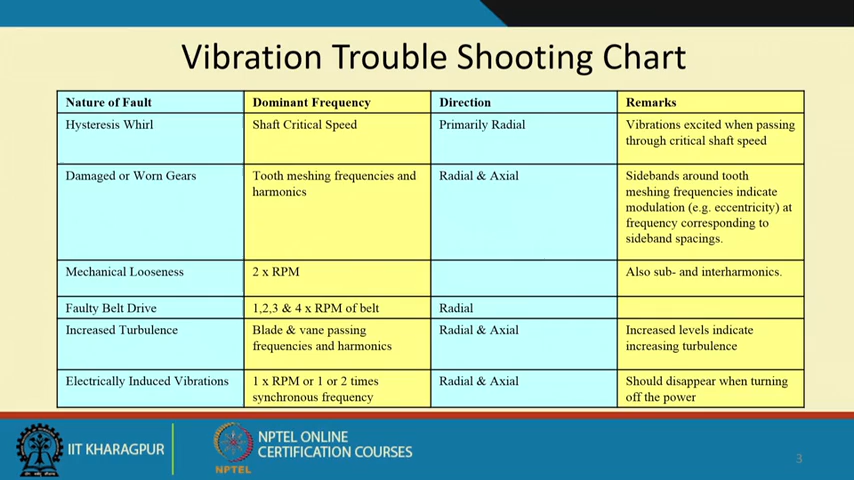 Vibration Trouble Shooting Chart
Nature of Fault
Dominant Frequency
Direction
Remarks
Hysteresis Whirl
Shaft Critical Speed
Primarily Radial
Vibrations excited when passing
through critical shaft speed
Damaged or Worn Gears
Tooth meshing frequencies and
harmonics
Radial & Axial
Sidebands around tooth
meshing frequencies indicate
modulation (e.g. eccentricity) at
frequency corresponding to
sideband spacings.
Mechanical Looseness
2 x RPM
Also sub- and interharmonics.
Faulty Belt Drive
1,2,3 & 4 x RPM of belt
Radial
Increased Turbulence
Blade & vane passing
frequencies and harmonics
Radial & Axial
Increased levels indicate
increasing turbulence
Electrically Induced Vibrations
1 x RPM or 1 or 2 times
synchronous frequency
Radial & Axial
Should disappear when turning
off the power
IIT KHARAGPUR
NPTEL
NPTEL ONLINE
CERTIFICATION COURSES
3